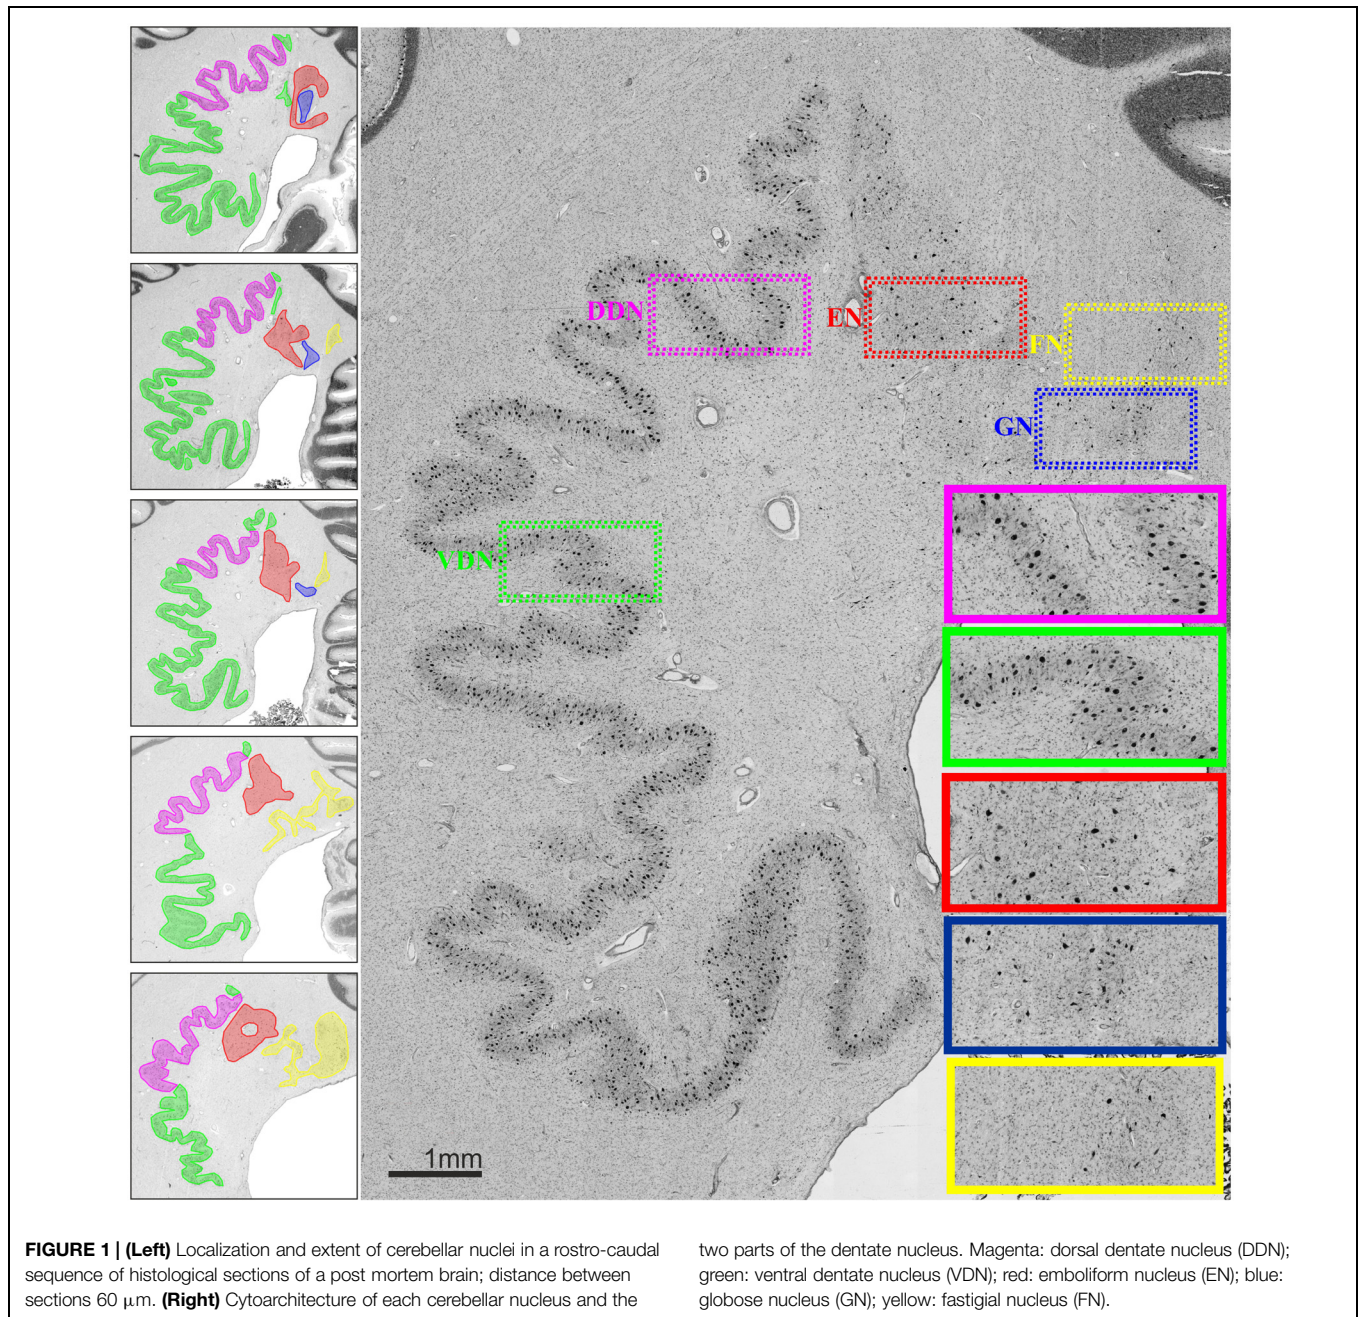 DDN
EN
FN
GN
VDN
1mm
FIGURE 1 | (Left) Localization and extent of cerebellar nuclei in a rostro-caudal
sequence of histological sections of a post mortem brain; distance between
sections 60 μm. (Right) Cytoarchitecture of each cerebellar nucleus and the
two parts of the dentate nucleus. Magenta: dorsal dentate nucleus (DDN);
green: ventral dentate nucleus (VDN); red: emboliform nucleus (EN); blue:
globose nucleus (GN); yellow: fastigial nucleus (FN).